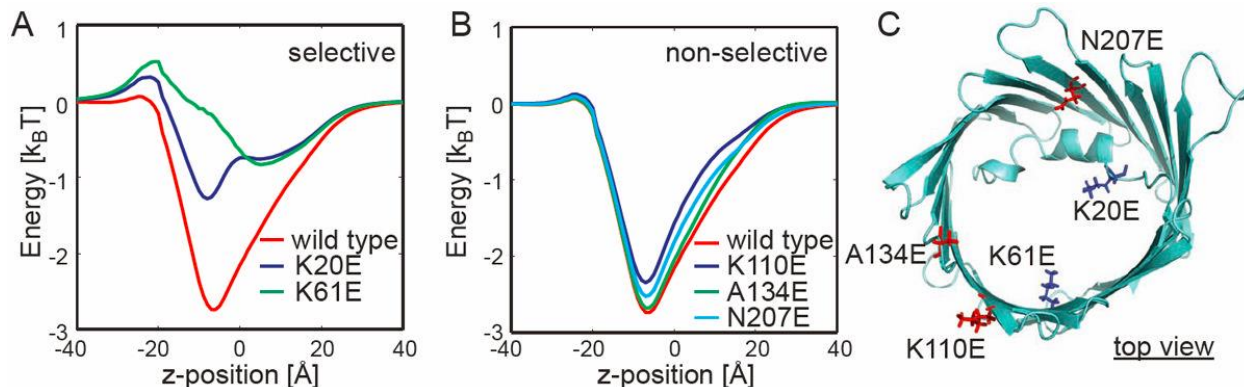 A
selective
Energy [kBT]
1
0
-1
-2
-3
wild type
K20E
K61E
-40
-20
0
20
40
z-position [Å]
B
non-selective
Energy [kBT]
1
0
-1
-2
-3
wild type
K110E
A134E
N207E
-40
-20
0
20
40
z-position [Å]
C
N207E
K20E
A134E
K61E
K110E
top view